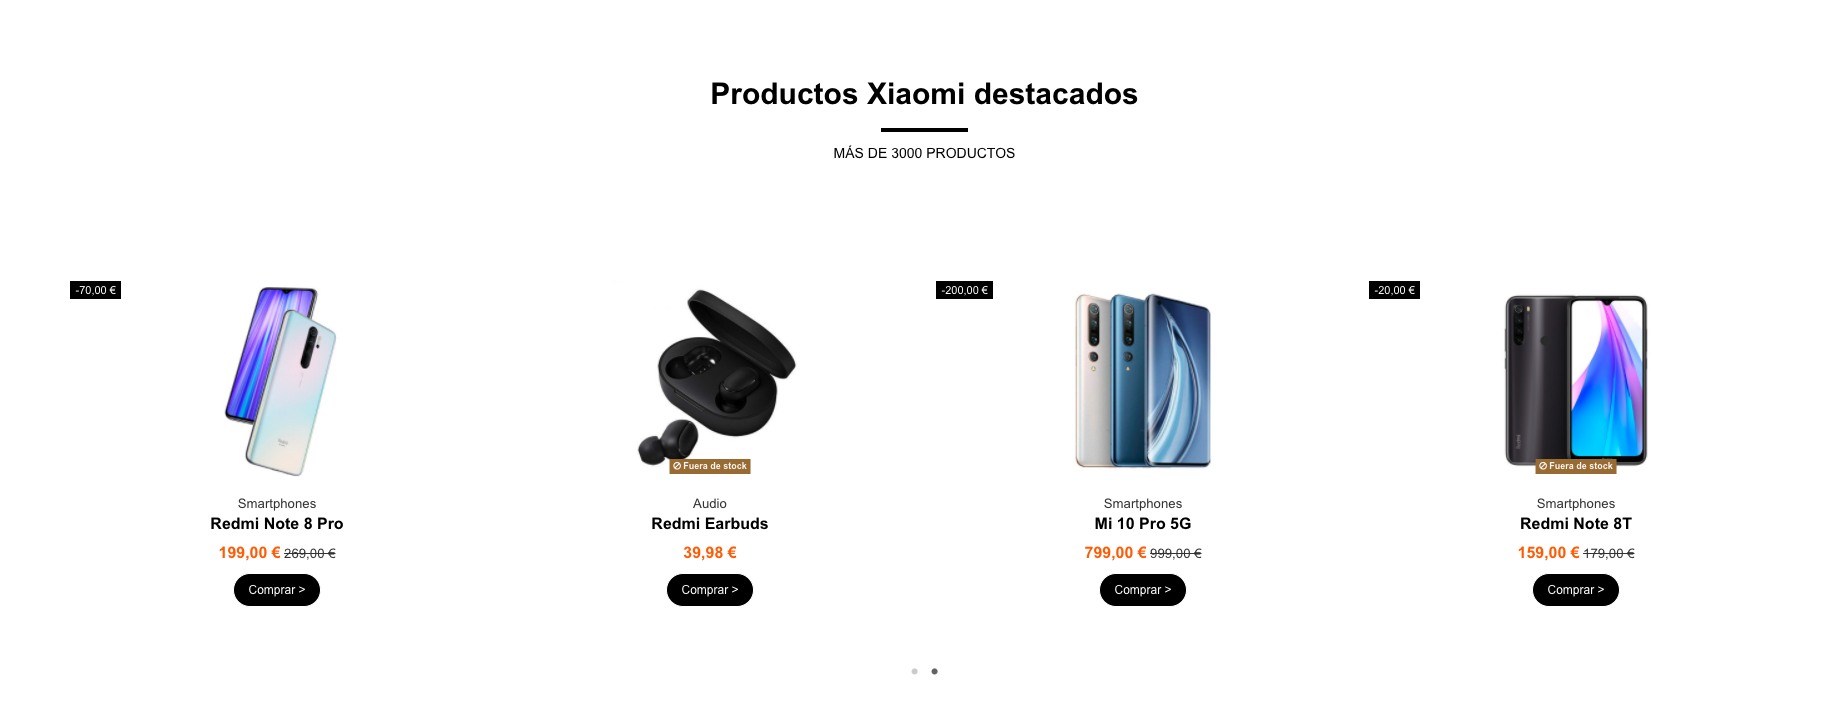 Productos Xiaomi destacados
MÁS DE 3000 PRODUCTOS
-70,00 €
Smartphones
Redmi Note 8 Pro
199,00 € 269,00 €
Comprar >
Fuera de stock
Audio
Redmi Earbuds
39,98 €
Comprar >
-200,00 €
Smartphones
Mi 10 Pro 5G
799,00 € 999,00 €
Comprar >
-20,00 €
Fuera de stock
Smartphones
Redmi Note 8T
159,00 € 179,00 €
Comprar >